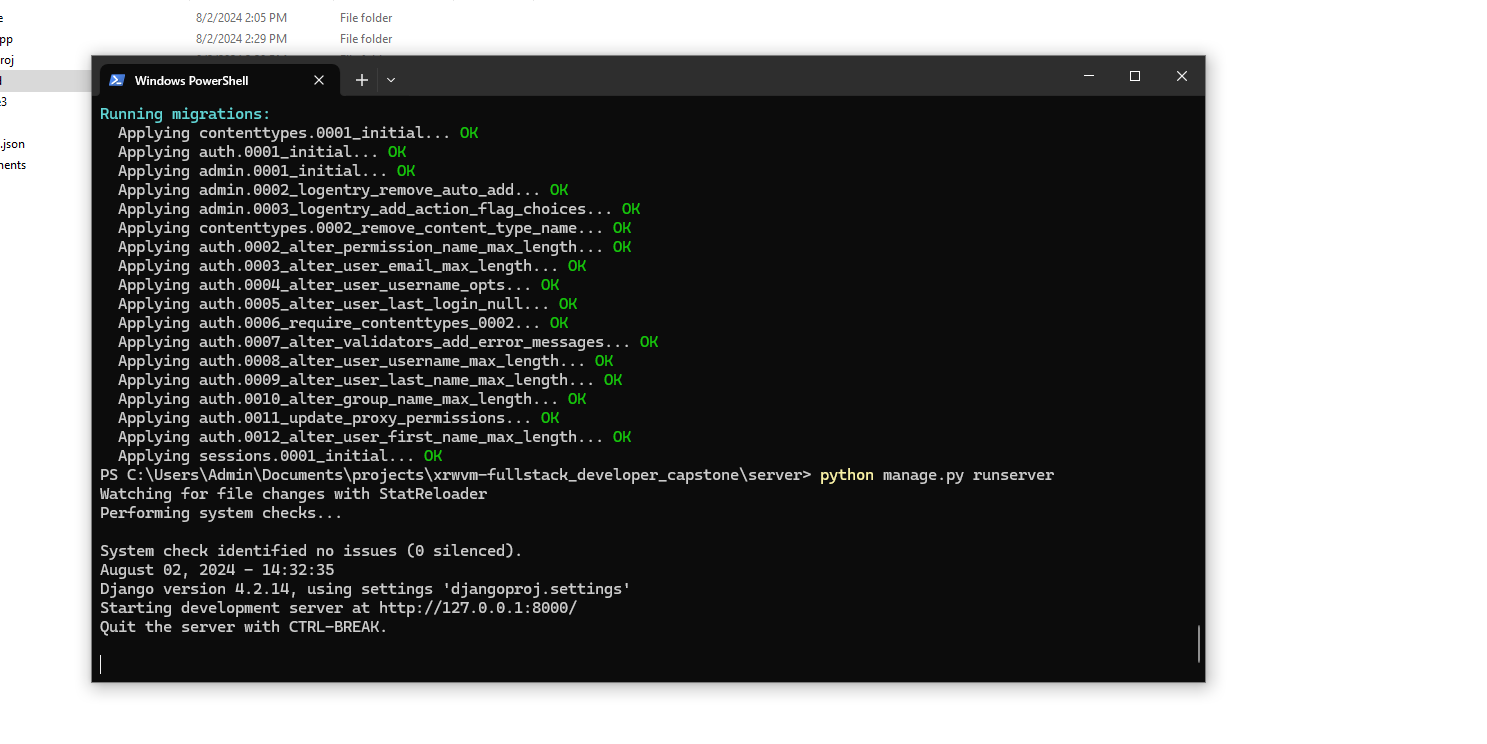 8/2/2024 2:05 PM File folder
pp 8/2/2024 2:29 PM File folder
roj
.json
nents
Windows PowerShell
Running migrations:
Applying contenttypes.0001_initial... OK
Applying auth.0001_initial... OK
Applying admin.0001_initial... OK
Applying admin.0002_logentry_remove_auto_add... OK
Applying admin.0003_logentry_add_action_flag_choices... OK
Applying contenttypes.0002_remove_content_type_name... OK
Applying auth.0002_alter_permission_name_max_length... OK
Applying auth.0003_alter_user_email_max_length... OK
Applying auth.0004_alter_user_username_opts... OK
Applying auth.0005_alter_user_last_login_null... OK
Applying auth.0006_require_contenttypes_0002... OK
Applying auth.0007_alter_validators_add_error_messages... OK
Applying auth.0008_alter_user_username_max_length... OK
Applying auth.0009_alter_user_last_name_max_length... OK
Applying auth.0010_alter_group_name_max_length... OK
Applying auth.0011_update_proxy_permissions... OK
Applying auth.0012_alter_user_first_name_max_length... OK
Applying sessions.0001_initial... OK
PS C:\Users\Admin\Documents\projects\xrwvm-fullstack_developer_capstone\server> python manage.py runserver
Watching for file changes with StatReloader
Performing system checks...
System check identified no issues (0 silenced).
August 02, 2024 - 14:32:35
Django version 4.2.14, using settings 'djangoproj.settings'
Starting development server at http://127.0.0.1:8000/
Quit the server with CTRL-BREAK.